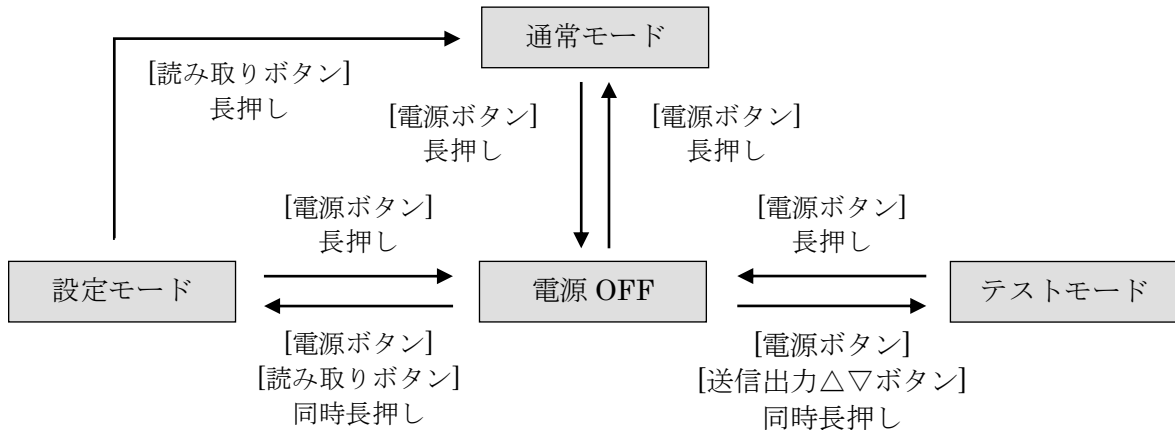 通常モード
[読み取りボタン]
長押し
[電源ボタン]
長押し
[電源ボタン]
長押し
[電源ボタン]
長押し
[電源ボタン]
長押し
設定モード
電源 OFF
テストモード
[電源ボタン]
[読み取りボタン]
同時長押し
[電源ボタン]
[送信出力△▽ボタン]
同時長押し